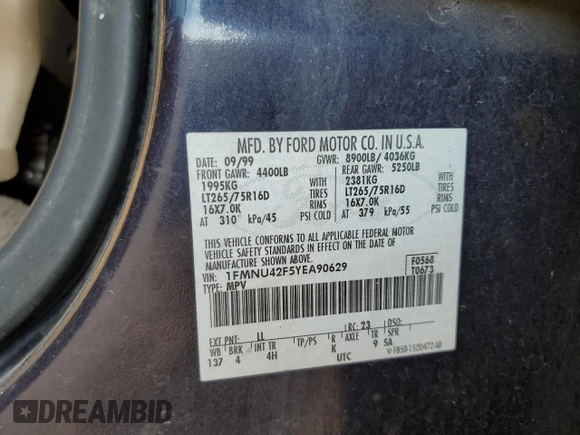 MFD. BY FORD MOTOR CO. IN U.S.A.
DATE: 09/99 GVWR: 8900LB/ 4036KG
FRONT GAWR: 4400LB REAR GAWR: 5250LB
1995KG WITH 2381KG WITH
LT265/75R16D TIRES LT265/75R16D TIRES
16X7.0K RIMS 16X7.0K RIMS
AT 310 kPa/45 PSI COLD AT 379 kPa/55 PSI COLD
THIS VEHICLE CONFORMS TO ALL APPLICABLE FEDERAL MOTOR
VEHICLE SAFETY STANDARDS IN EFFECT ON THE DATE OF
MANUFACTURE SHOWN ABOVE.
VIN: 1FMNU42F5YEA90629 F0568
TYPE: MPV T0673
EXT PNT: LL RC: 23 DSO:
WB BRK INT TR TP/PS R AXLE TR
137 4 4H K 9 SA
UTC
DREAMBID